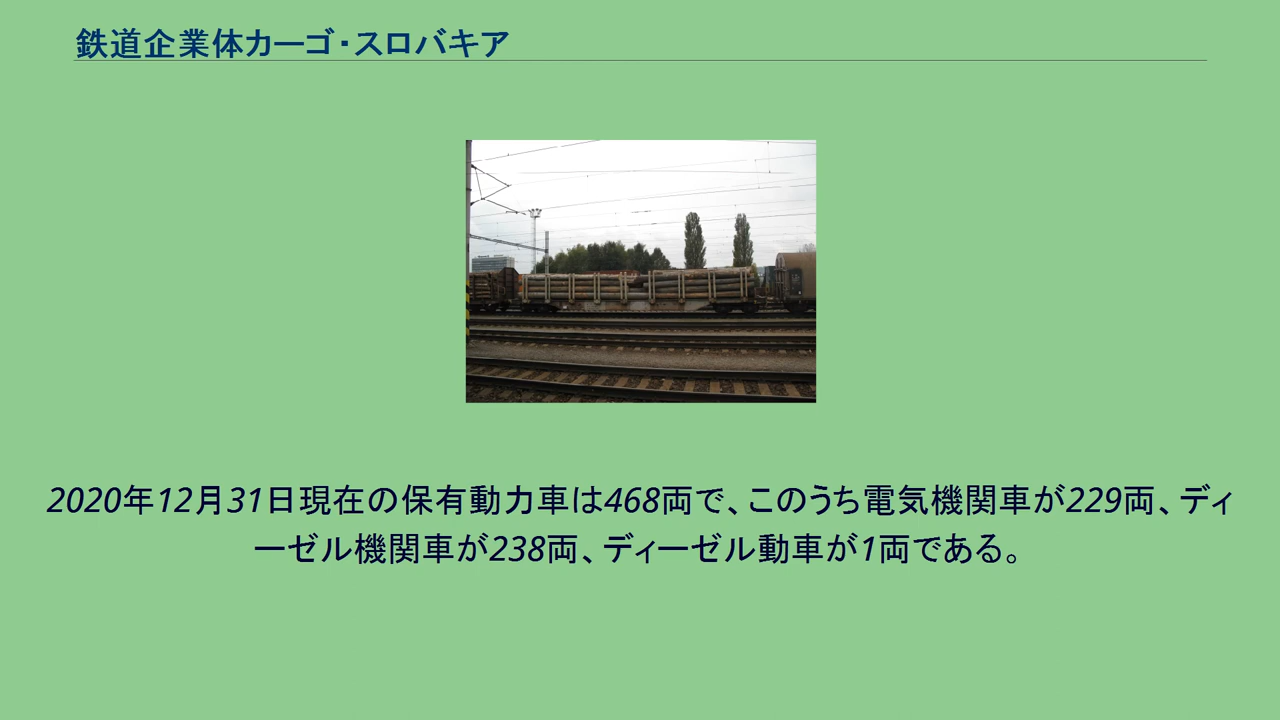 鉄道企業体カーゴ・スロバキア
2020年12月31日現在の保有動力車は468両で、このうち電気機関車が229両、ディ
ーゼル機関車が238両、ディーゼル動車が1両である。